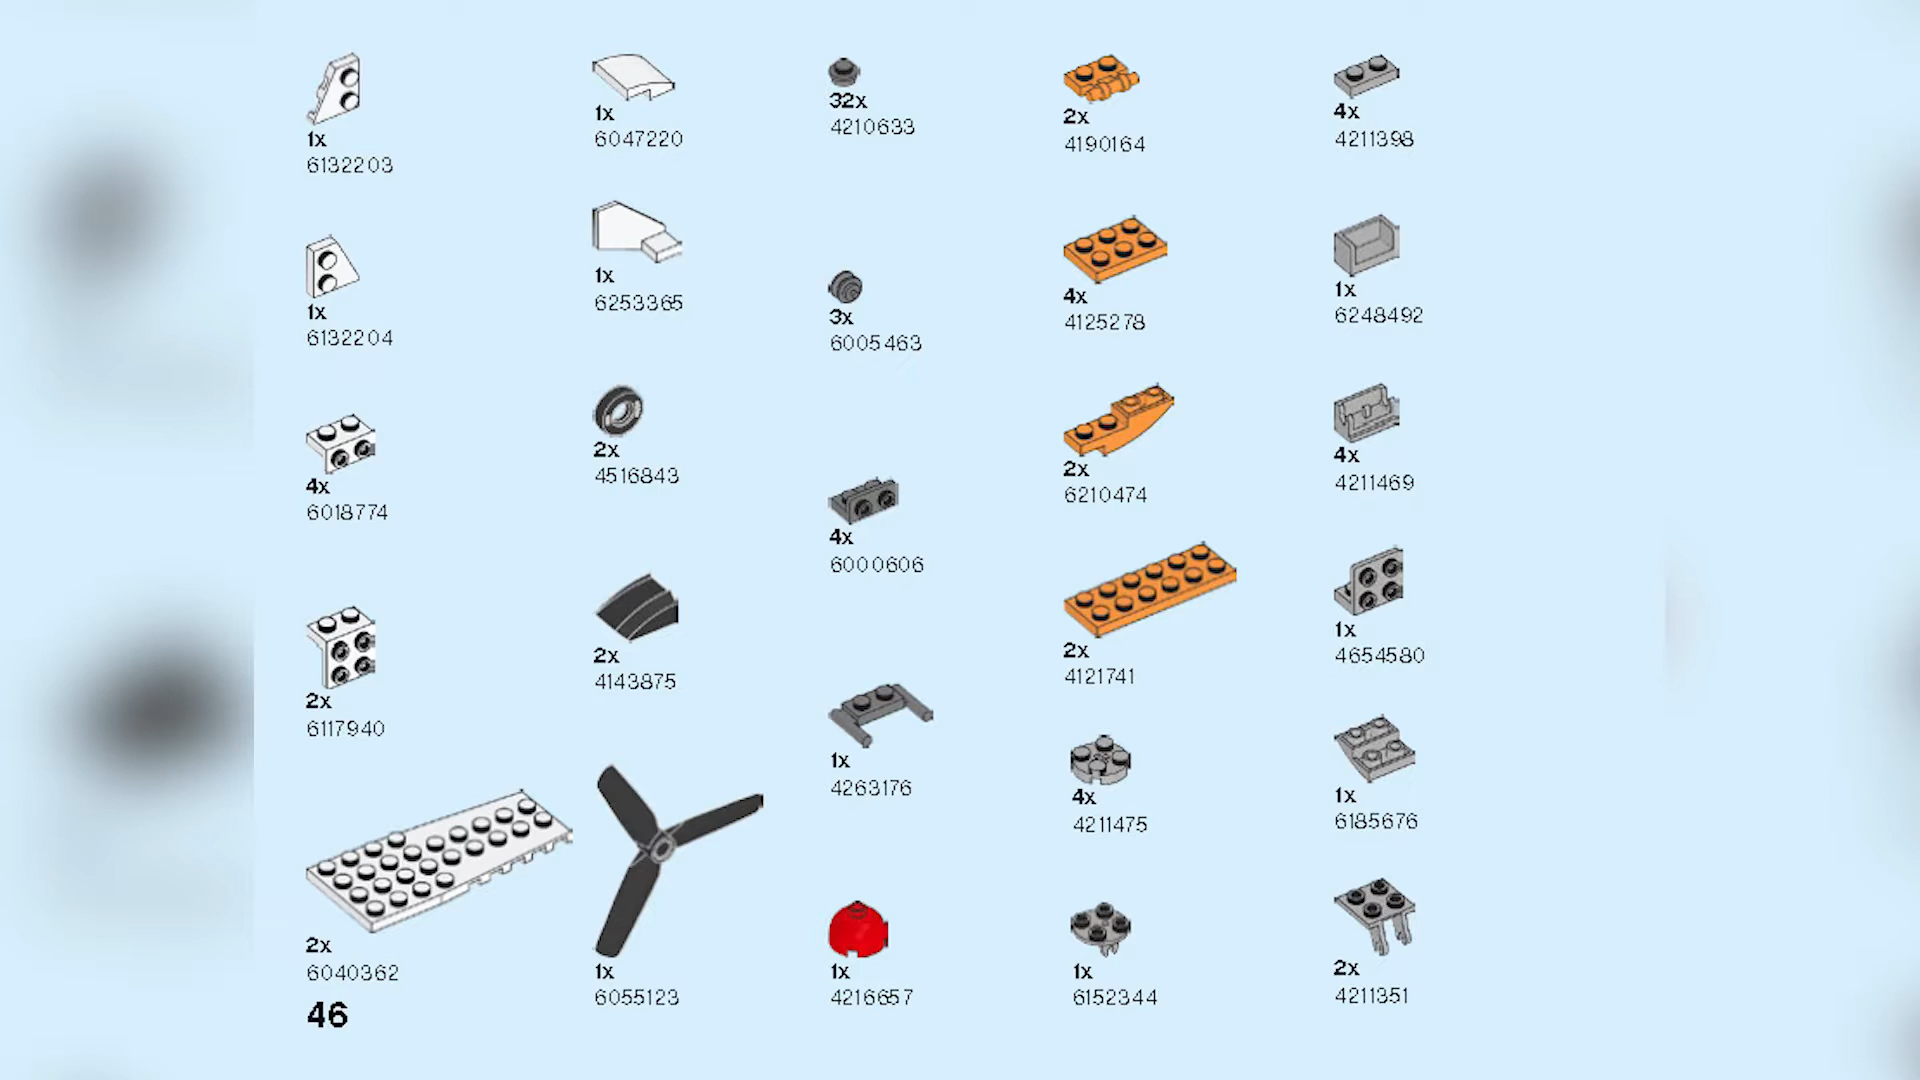 1x
6132203
1x
6132204
4x
6018774
2x
6117940
2x
6040362
46
1x
6047220
1x
6253365
2x
4516843
2x
4143875
1x
6055123
32x
4210633
3x
6005463
4x
6000606
1x
4263176
1x
4216657
2x
4190164
4x
4125278
2x
6210474
2x
4121741
4x
4211475
1x
6152344
4x
4211398
1x
6248492
4x
4211469
1x
4654580
1x
6185676
2x
4211351